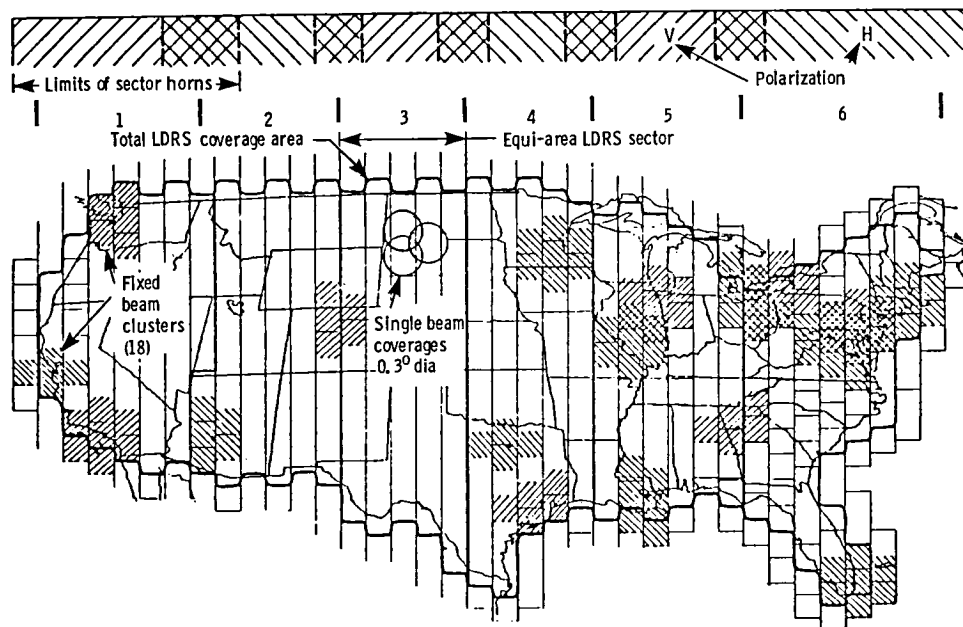 V
H
Limits of sector horns
Polarization
1
2
3
4
5
6
Total LDRS coverage area
Equi-area LDRS sector
Fixed
beam
clusters
(18)
Single beam
coverages
0.3° dia